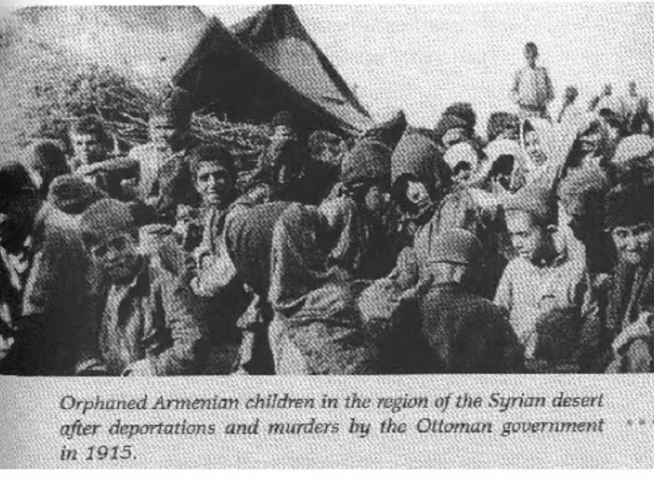 Orphaned Armenian children in the region of the Syrian desert
after deportations and murders by the Ottoman government
in 1915.